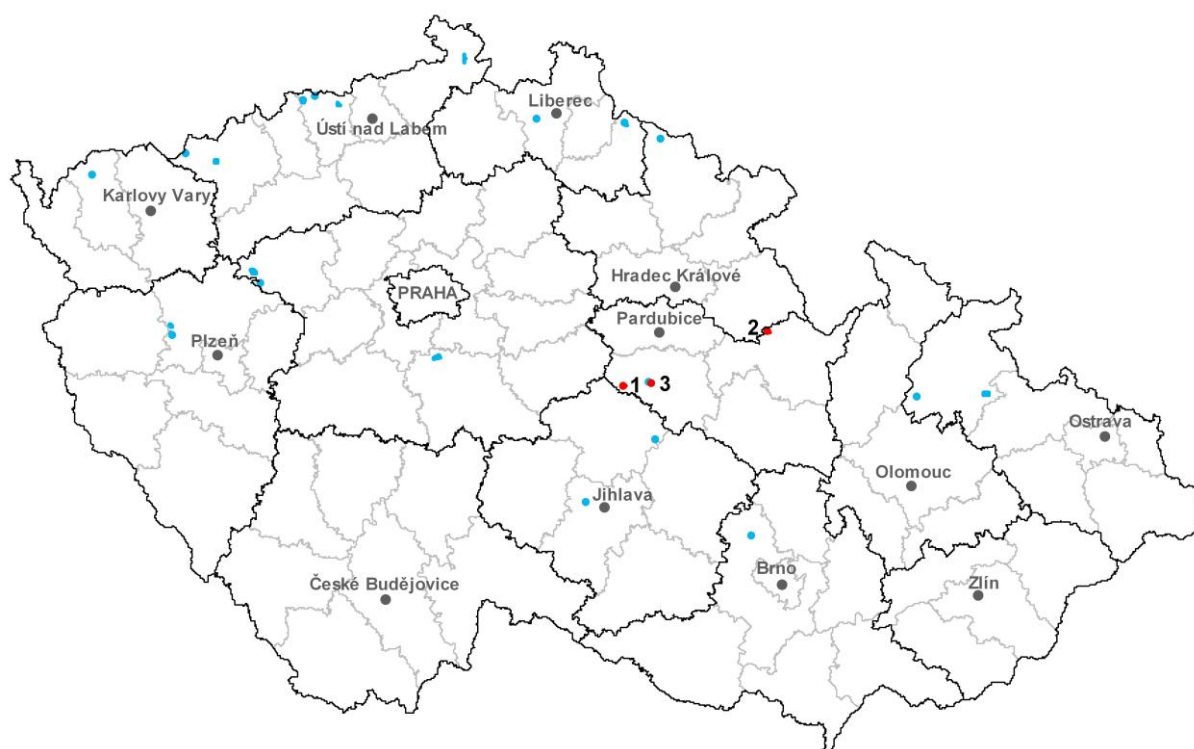 Liberec
Ústí nad Labem
Karlovy Vary
Hradec Králové
PRAHA
Pardubice
2
Plzeň
1
3
Ostrava
Olomouc
Jihlava
Brno
České Budějovice
Zlín